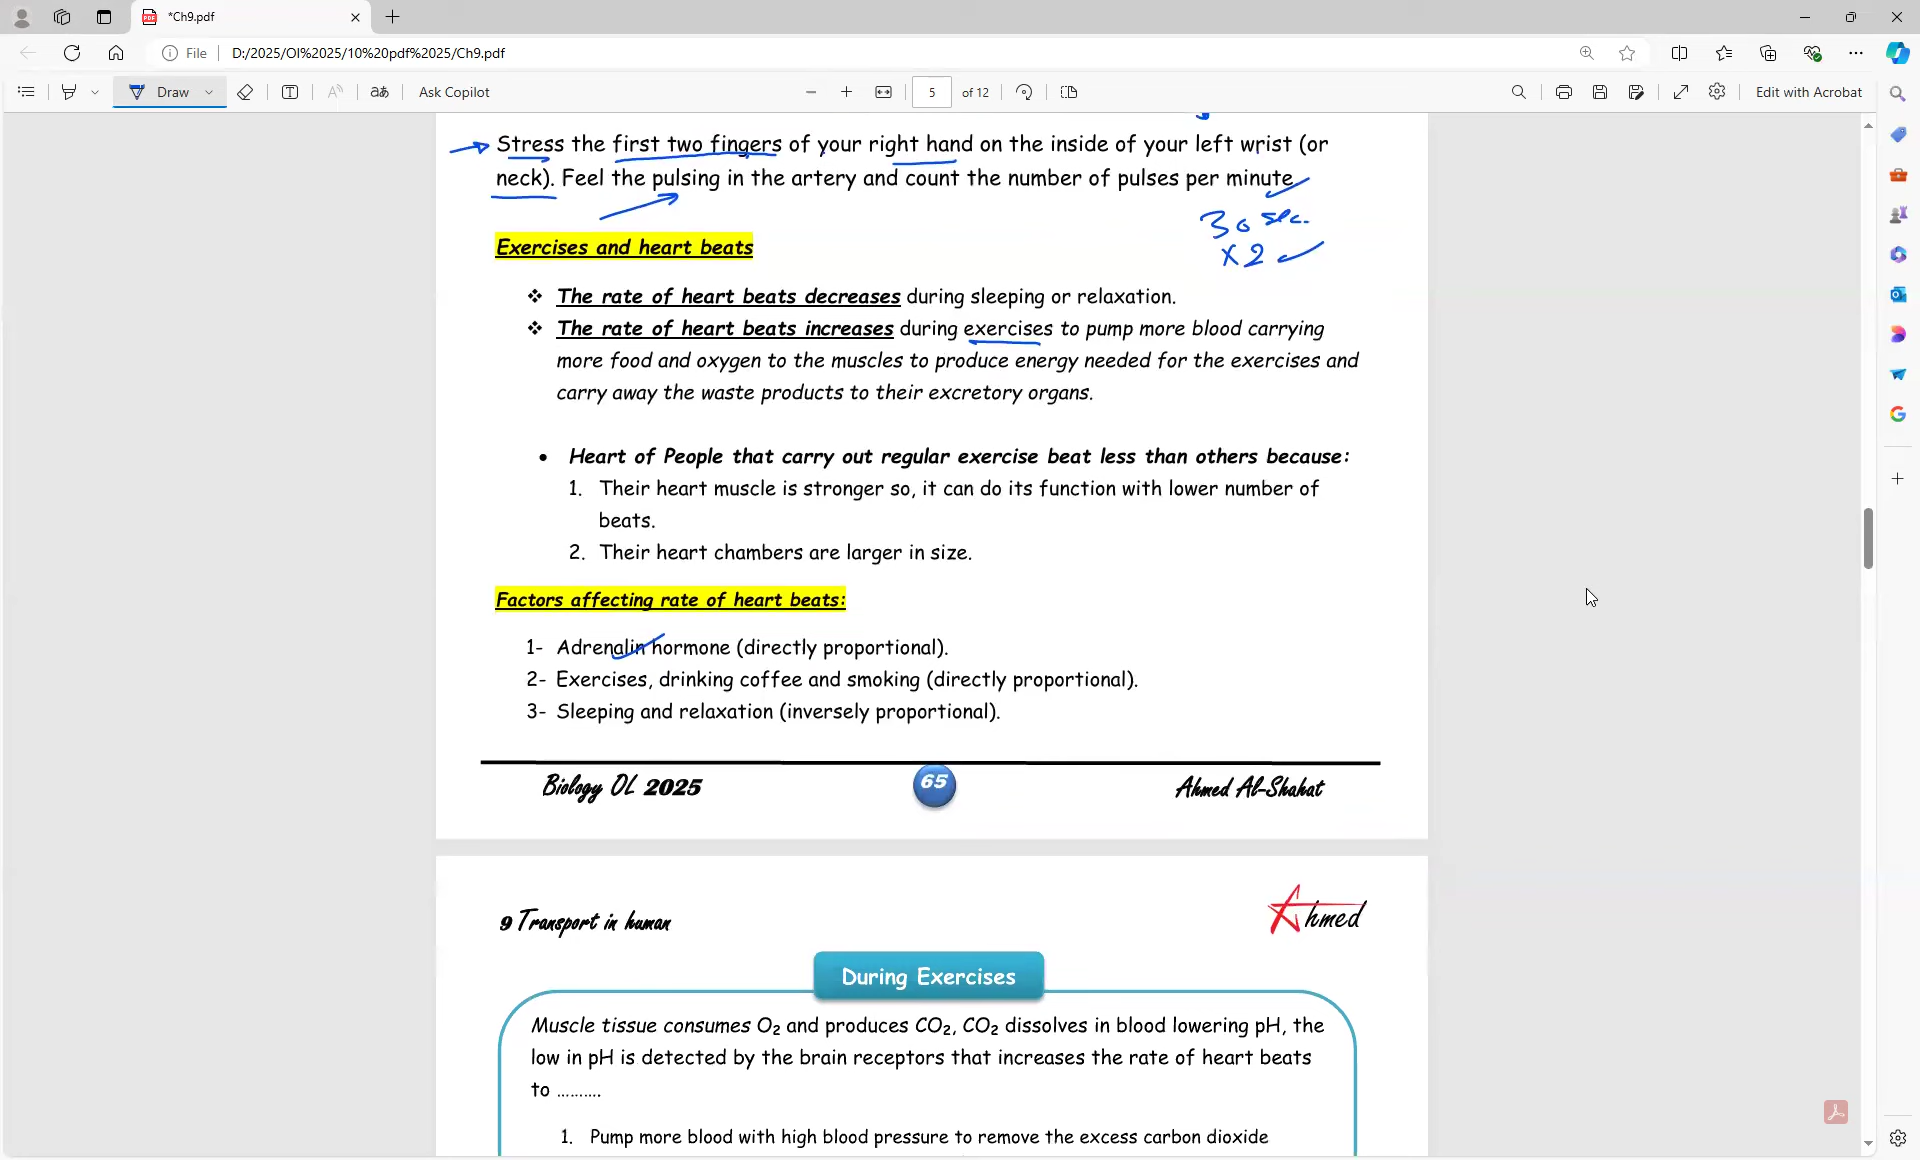 *Ch9.pdf
File
D:/2025/Ol%2025/10%20pdf%2025/Ch9.pdf
Draw
Ask Copilot
5 of 12
Edit with Acrobat
Stress the first two fingers of your right hand on the inside of your left wrist (or
neck). Feel the pulsing in the artery and count the number of pulses per minute
30 sec.
x 2
Exercises and heart beats
❖ The rate of heart beats decreases during sleeping or relaxation.
❖ The rate of heart beats increases during exercises to pump more blood carrying
more food and oxygen to the muscles to produce energy needed for the exercises and
carry away the waste products to their excretory organs.
• Heart of People that carry out regular exercise beat less than others because:
1. Their heart muscle is stronger so, it can do its function with lower number of
beats.
2. Their heart chambers are larger in size.
Factors affecting rate of heart beats:
1- Adrenalin hormone (directly proportional).
2- Exercises, drinking coffee and smoking (directly proportional).
3- Sleeping and relaxation (inversely proportional).
Biology OL 2025 65 Ahmed Al-Shahat
9 Transport in human
Ahmed
During Exercises
Muscle tissue consumes O₂ and produces CO₂, CO₂ dissolves in blood lowering pH, the
low in pH is detected by the brain receptors that increases the rate of heart beats
to ..........
1. Pump more blood with high blood pressure to remove the excess carbon dioxide